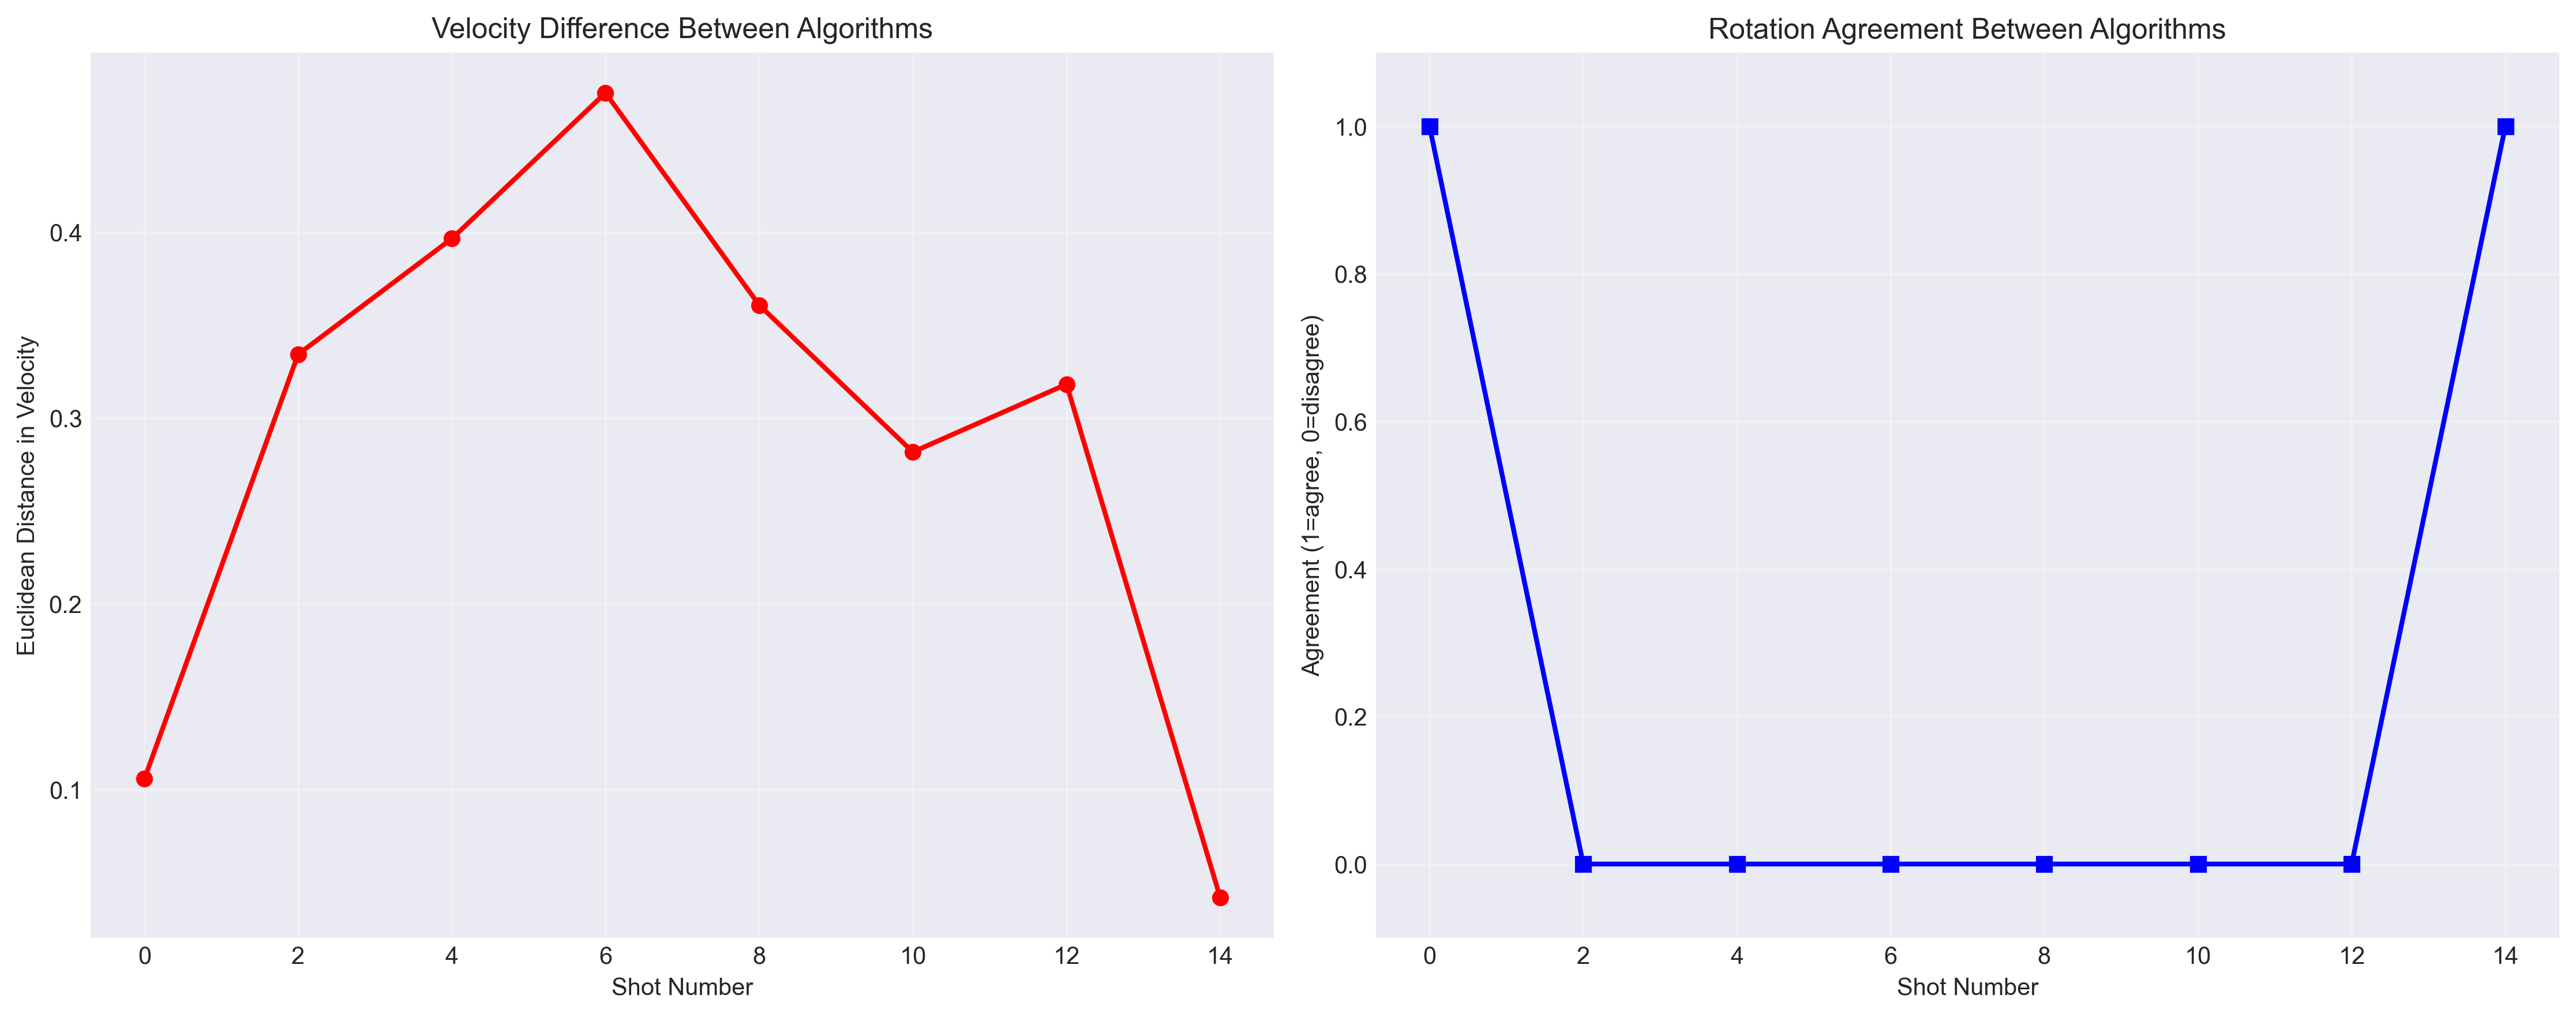 Velocity Difference Between Algorithms
Euclidean Distance in Velocity
0.4
0.3
0.2
0.1
0 2 4 6 8 10 12 14
Shot Number
Rotation Agreement Between Algorithms
Agreement (1=agree, 0=disagree)
1.0
0.8
0.6
0.4
0.2
0.0
0 2 4 6 8 10 12 14
Shot Number